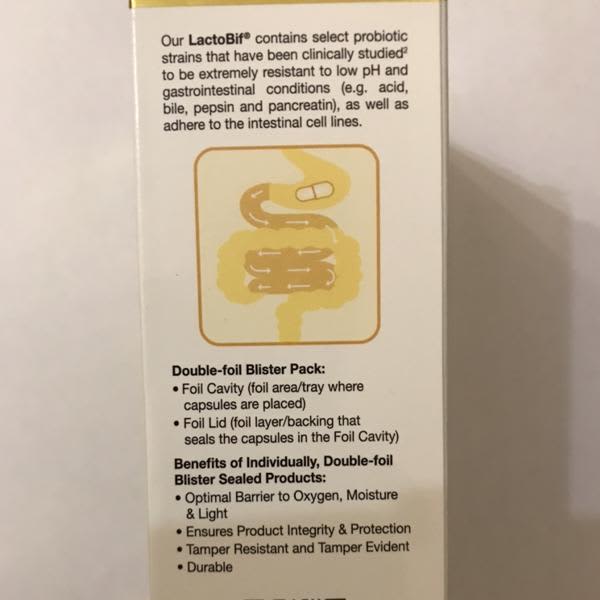 Our LactoBif® contains select probiotic
strains that have been clinically studied²
to be extremely resistant to low pH and
gastrointestinal conditions (e.g. acid,
bile, pepsin and pancreatin), as well as
adhere to the intestinal cell lines.
Double-foil Blister Pack:
• Foil Cavity (foil area/tray where
capsules are placed)
• Foil Lid (foil layer/backing that
seals the capsules in the Foil Cavity)
Benefits of Individually, Double-foil
Blister Sealed Products:
• Optimal Barrier to Oxygen, Moisture
& Light
• Ensures Product Integrity & Protection
• Tamper Resistant and Tamper Evident
• Durable